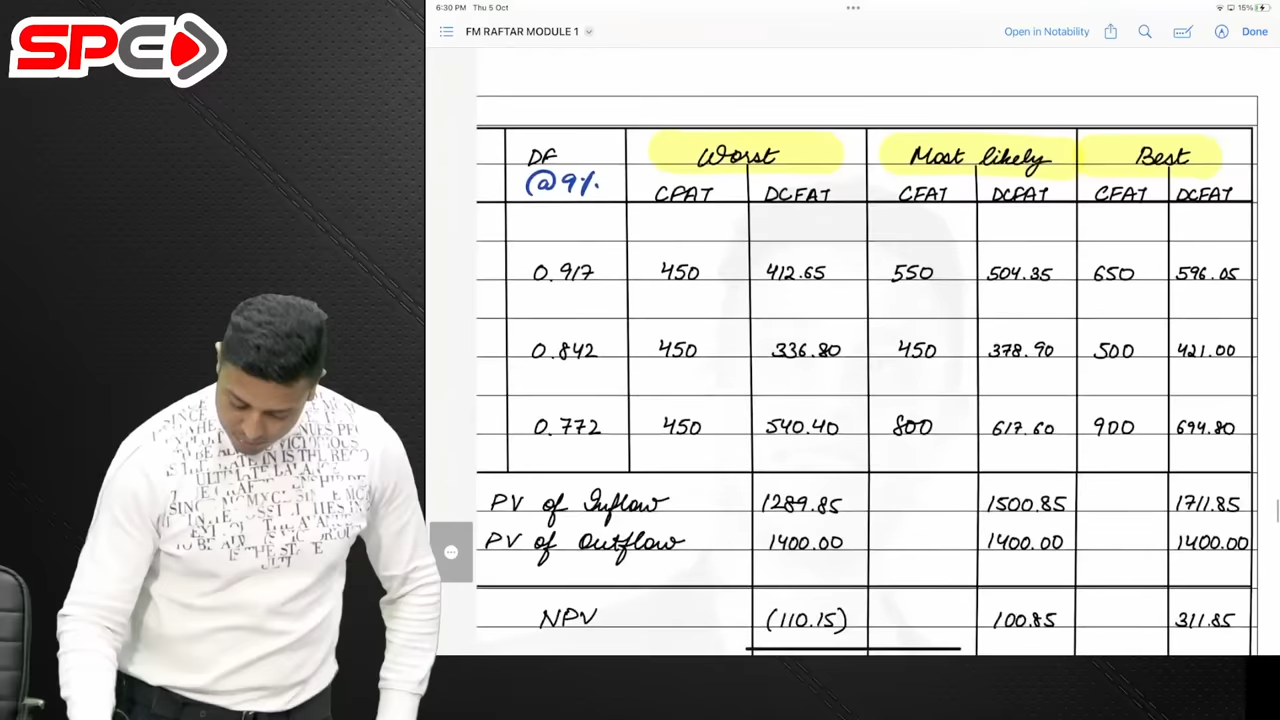 6:30 PM Thu 5 Oct
15%
SPC
FM RAFTAR MODULE 1
Open in Notability
Done
DF
@9%
Worst
Most likely
Best
CFAT DCFAT CFAT DCFAT CFAT DCFAT
0.917 450 412.65 550 504.35 650 596.05
0.842 450 336.80 450 378.90 500 421.00
0.772 450 540.40 800 617.60 900 694.80
PV of Inflow 1289.85 1500.85 1711.85
PV of Outflow 1400.00 1400.00 1400.00
NPV (110.15) 100.85 311.85